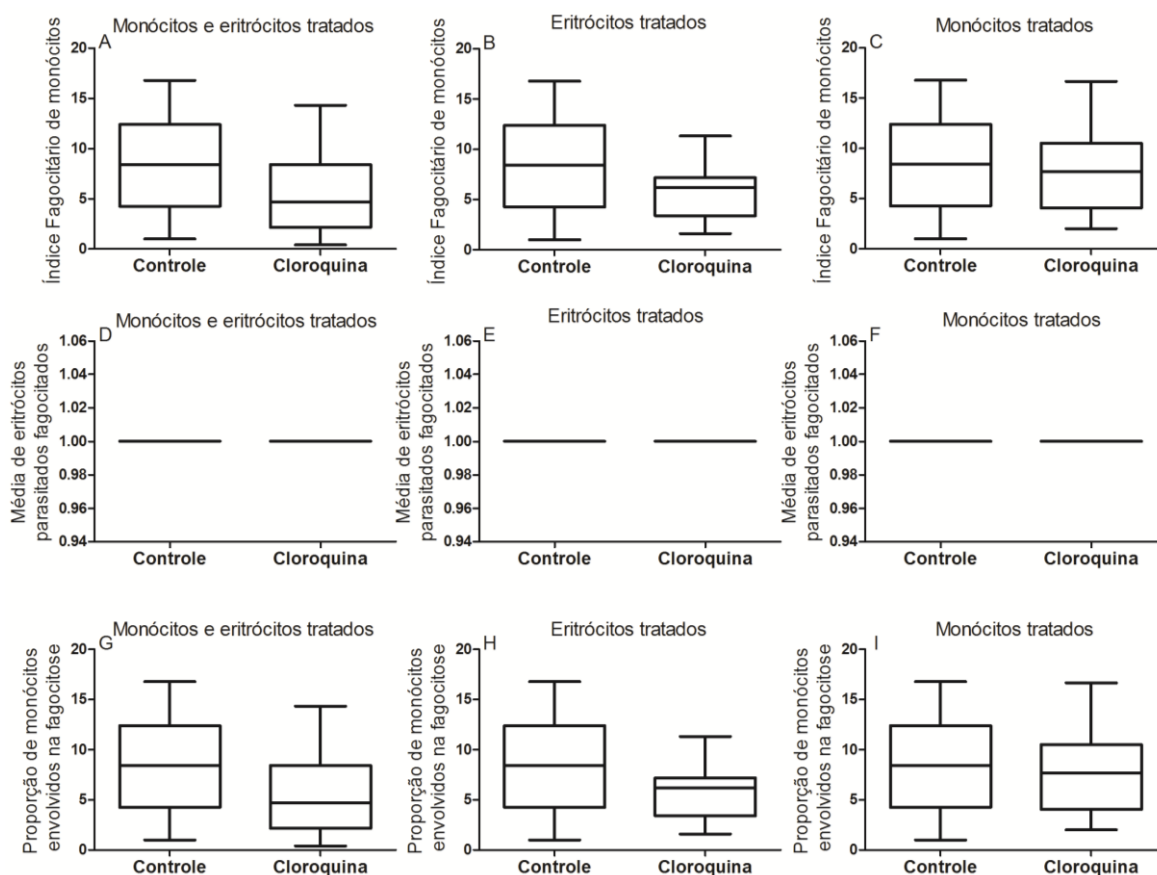 A Monócitos e eritrócitos tratados
Índice Fagocitário de monócitos
20
15
10
5
0
Controle Cloroquina
B Eritrócitos tratados
Índice Fagocitário de monócitos
20
15
10
5
0
Controle Cloroquina
C Monócitos tratados
Índice Fagocitário de monócitos
20
15
10
5
0
Controle Cloroquina
D Monócitos e eritrócitos tratados
Média de eritrócitos
parasitados fagocitados
1.06
1.04
1.02
1.00
0.98
0.96
0.94
Controle Cloroquina
E Eritrócitos tratados
Média de eritrócitos
parasitados fagocitados
1.06
1.04
1.02
1.00
0.98
0.96
0.94
Controle Cloroquina
F Monócitos tratados
Média de eritrócitos
parasitados fagocitados
1.06
1.04
1.02
1.00
0.98
0.96
0.94
Controle Cloroquina
G Monócitos e eritrócitos tratados
Proporção de monócitos
envolvidos na fagocitose
20
15
10
5
0
Controle Cloroquina
H Eritrócitos tratados
Proporção de monócitos
envolvidos na fagocitose
20
15
10
5
0
Controle Cloroquina
I Monócitos tratados
Proporção de monócitos
envolvidos na fagocitose
20
15
10
5
0
Controle Cloroquina